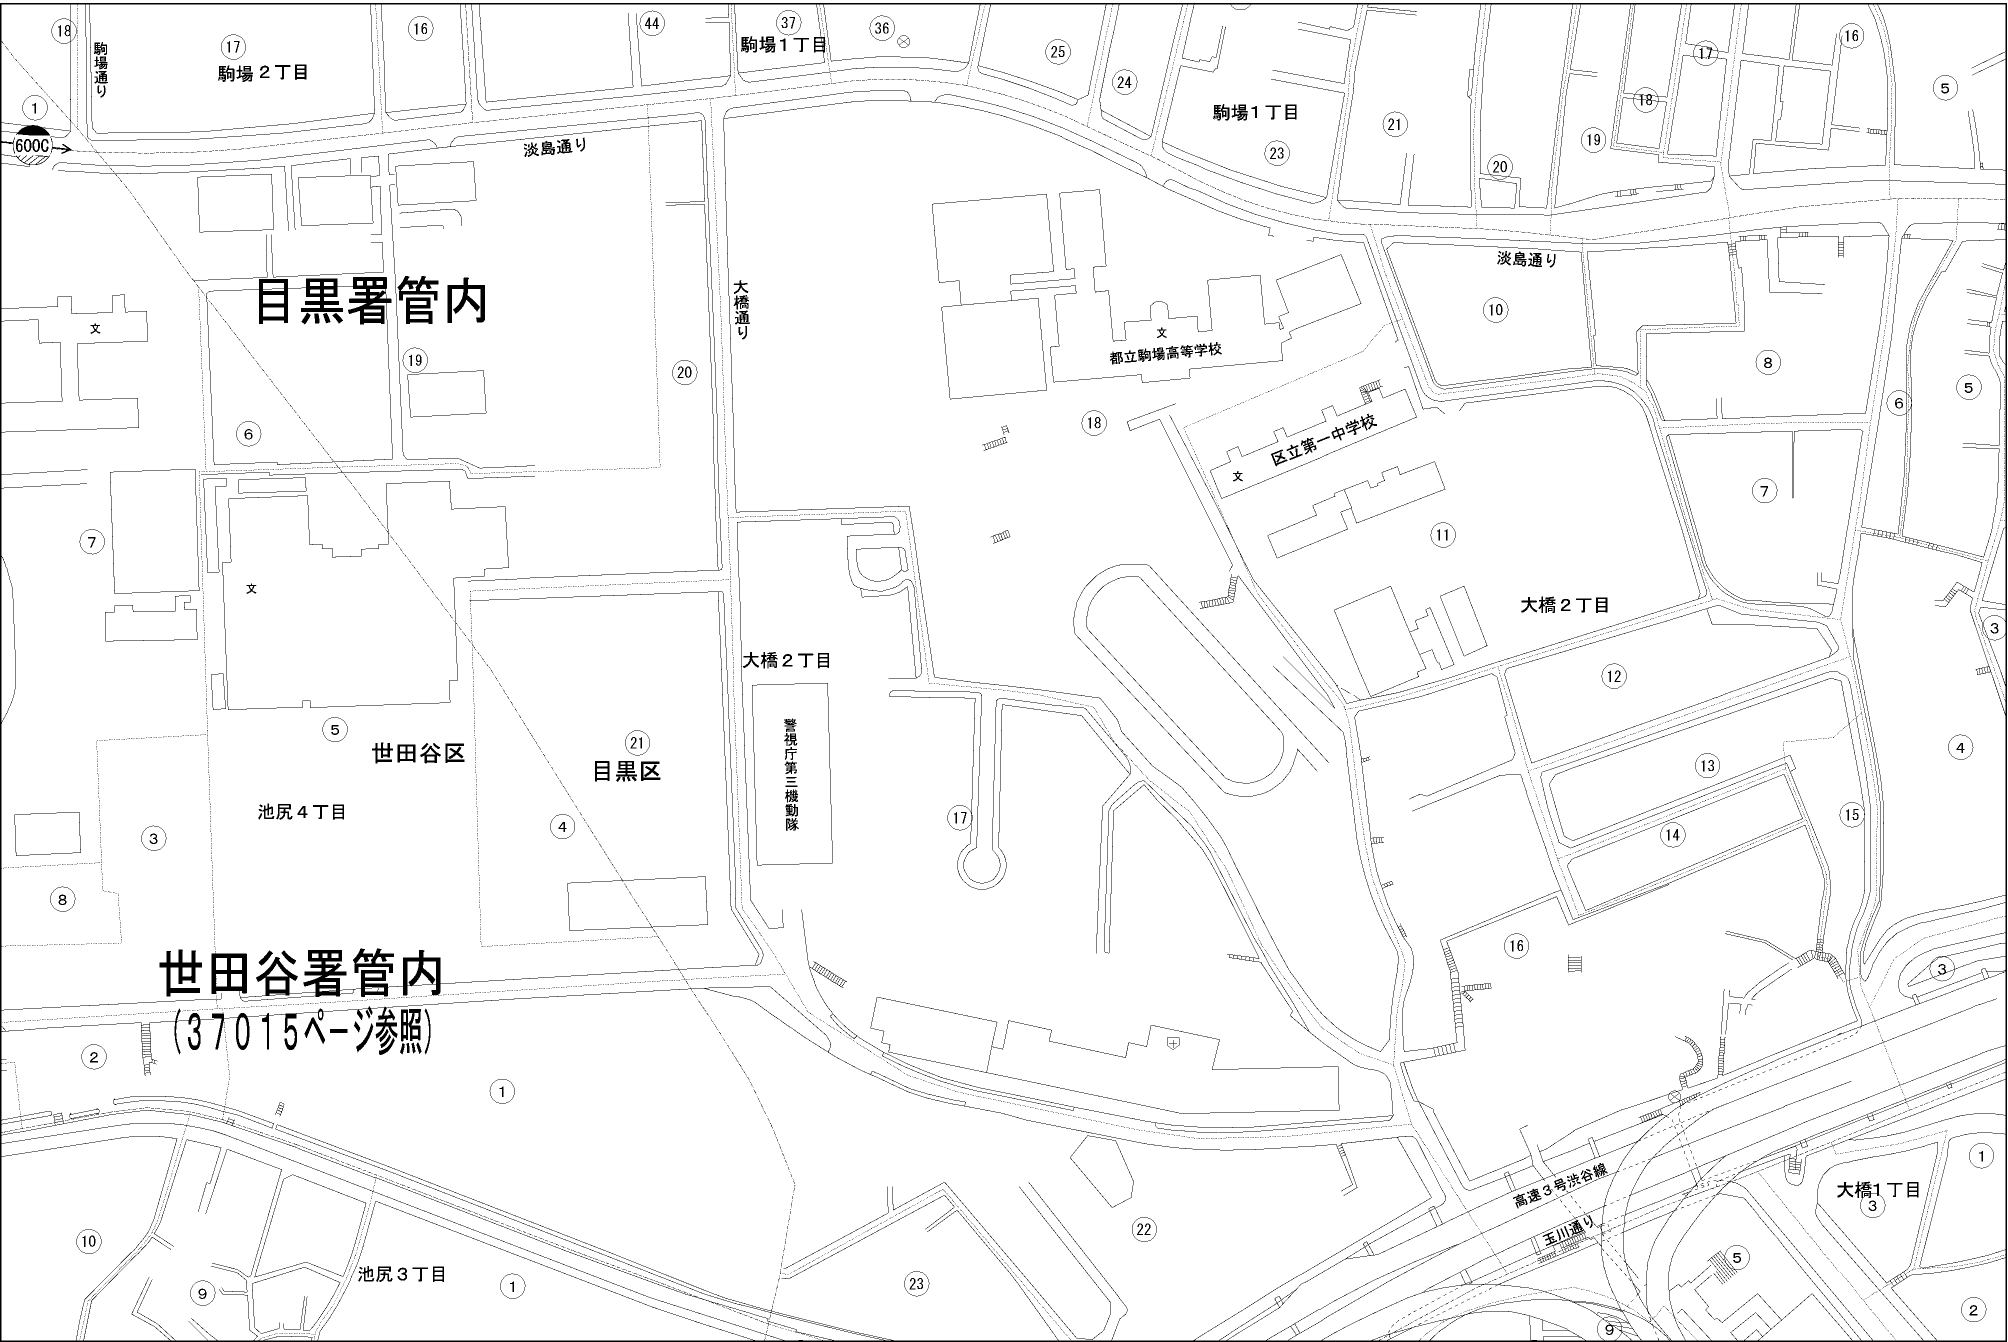 18
駒場通り
17
駒場２丁目
16
44
37
駒場１丁目
36
25
24
駒場１丁目
23
21
20
19
18
17
16
5
1
600C
淡島通り
目黒署管内
大橋通り
文
19
20
6
文
都立駒場高等学校
18
区立第一中学校
文
淡島通り
10
8
6
5
7
7
文
11
大橋２丁目
3
大橋２丁目
12
5
世田谷区
21
目黒区
警視庁第三機動隊
池尻４丁目
3
4
17
13
14
15
4
8
16
3
世田谷署管内
(３７０１５ページ参照)
2
1
高速３号渋谷線
玉川通り
大橋1丁目
3
1
22
10
池尻３丁目
9
1
23
5
9
2